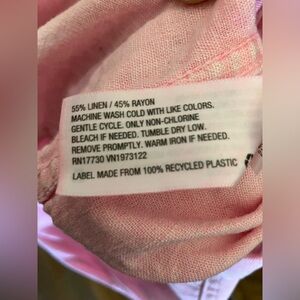 55% LINEN / 45% RAYON
MACHINE WASH COLD WITH LIKE COLORS.
GENTLE CYCLE. ONLY NON-CHLORINE
BLEACH IF NEEDED. TUMBLE DRY LOW.
REMOVE PROMPTLY. WARM IRON IF NEEDED.
RN17730 VN1973122
LABEL MADE FROM 100% RECYCLED PLASTIC